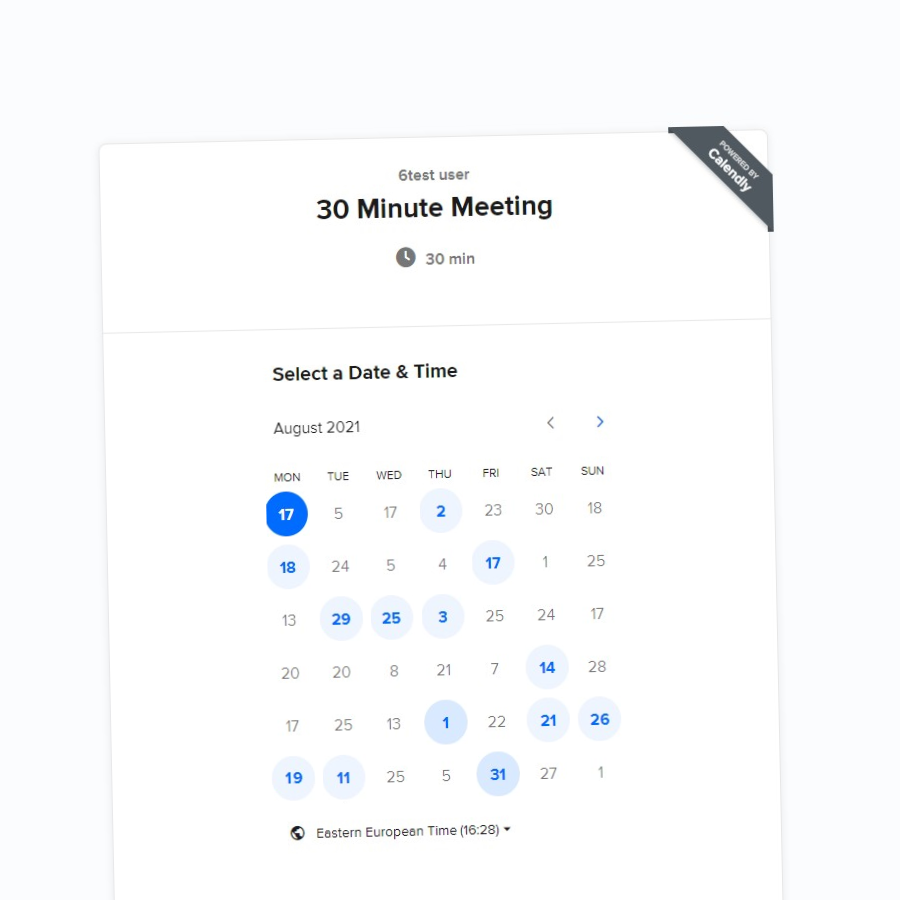 POWERED BY
Calendly
6test user
30 Minute Meeting
30 min
Select a Date & Time
August 2021
MON TUE WED THU FRI SAT SUN
17 5 17 2 23 30 18
18 24 5 4 17 1 25
13 29 25 3 25 24 17
20 20 8 21 7 14 28
17 25 13 1 22 21 26
19 11 25 5 31 27 1
Eastern European Time (16:28)